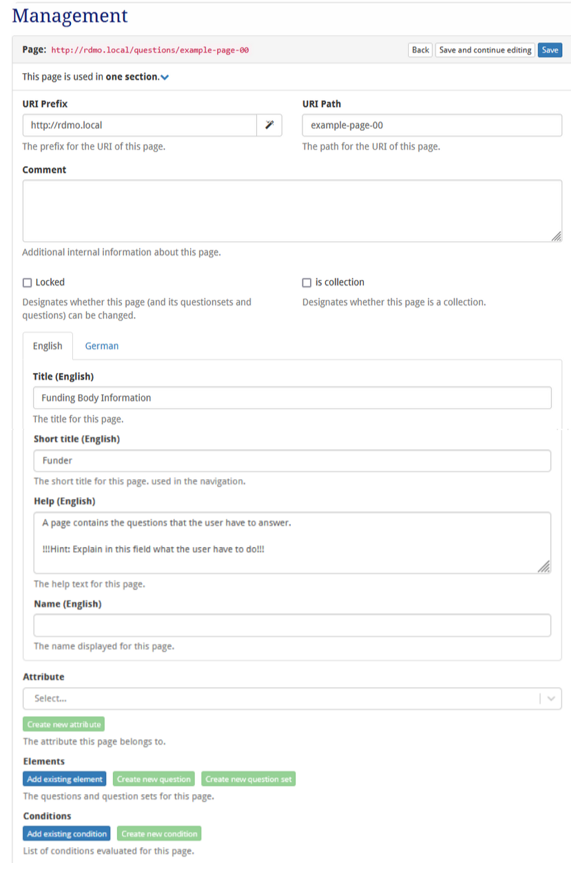 Management
Page: http://rdmo.local/questions/example-page-00 Back Save and continue editing Save
This page is used in one section.
URI Prefix URI Path
http://rdmo.local example-page-00
The prefix for the URI of this page. The path for the URI of this page.
Comment
Additional internal information about this page.
Locked is collection
Designates whether this page (and its questionsets and Designates whether this page is a collection.
questions) can be changed.
English German
Title (English)
Funding Body Information
The title for this page.
Short title (English)
Funder
The short title for this page. used in the navigation.
Help (English)
A page contains the questions that the user have to answer.
!!!Hint: Explain in this field what the user have to do!!!
The help text for this page.
Name (English)
The name displayed for this page.
Attribute
Select...
Create new attribute
The attribute this page belongs to.
Elements
Add existing element Create new question Create new question set
The questions and question sets for this page.
Conditions
Add existing condition Create new condition
List of conditions evaluated for this page.